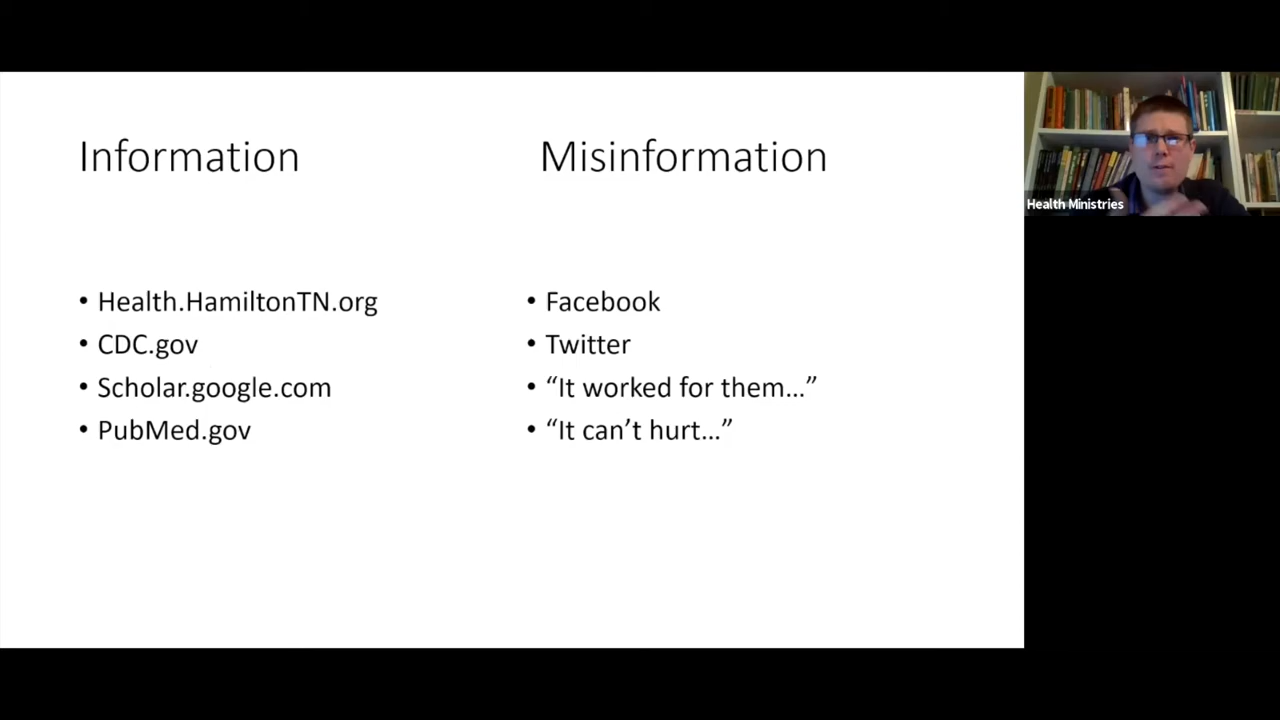 Information
Misinformation
• Health.HamiltonTN.org
• CDC.gov
• Scholar.google.com
• PubMed.gov
• Facebook
• Twitter
• “It worked for them…”
• “It can’t hurt…”
Health Ministries